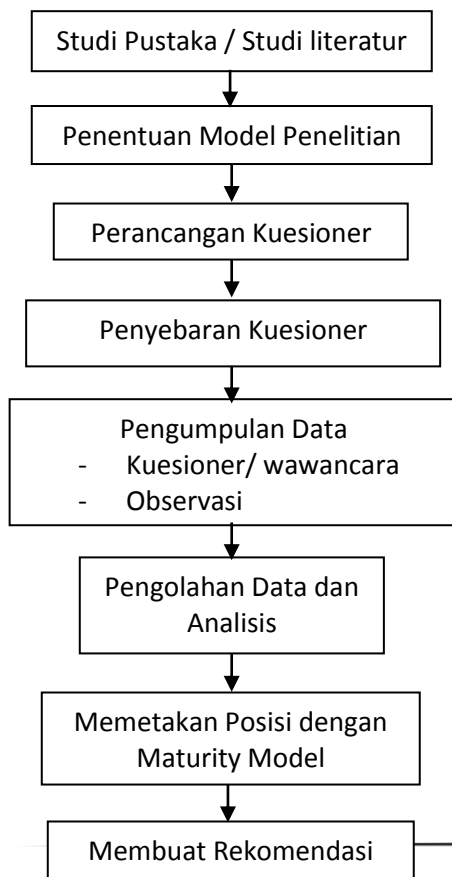 Studi Pustaka / Studi literatur
Penentuan Model Penelitian
Perancangan Kuesioner
Penyebaran Kuesioner
Pengumpulan Data
- Kuesioner/ wawancara
- Observasi
Pengolahan Data dan
Analisis
Memetakan Posisi dengan
Maturity Model
Membuat Rekomendasi